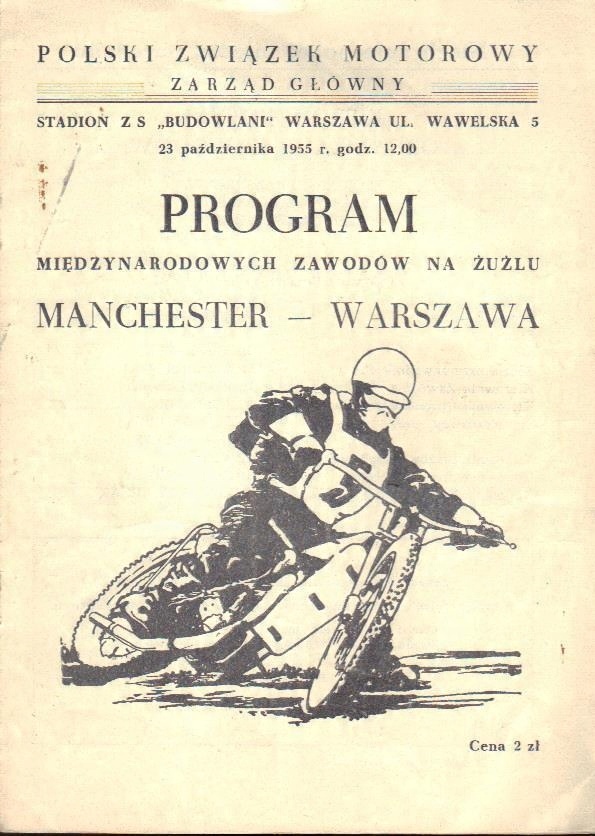 POLSKI ZWIĄZEK MOTOROWY
ZARZĄD GŁÓWNY
STADION Z S „BUDOWLANI“ WARSZAWA UL. WAWELSKA 5
23 października 1955 r. godz. 12,00
PROGRAM
MIĘDZYNARODOWYCH ZAWODÓW NA ŻUŻLU
MANCHESTER — WARSZAWA
5
Cena 2 zł